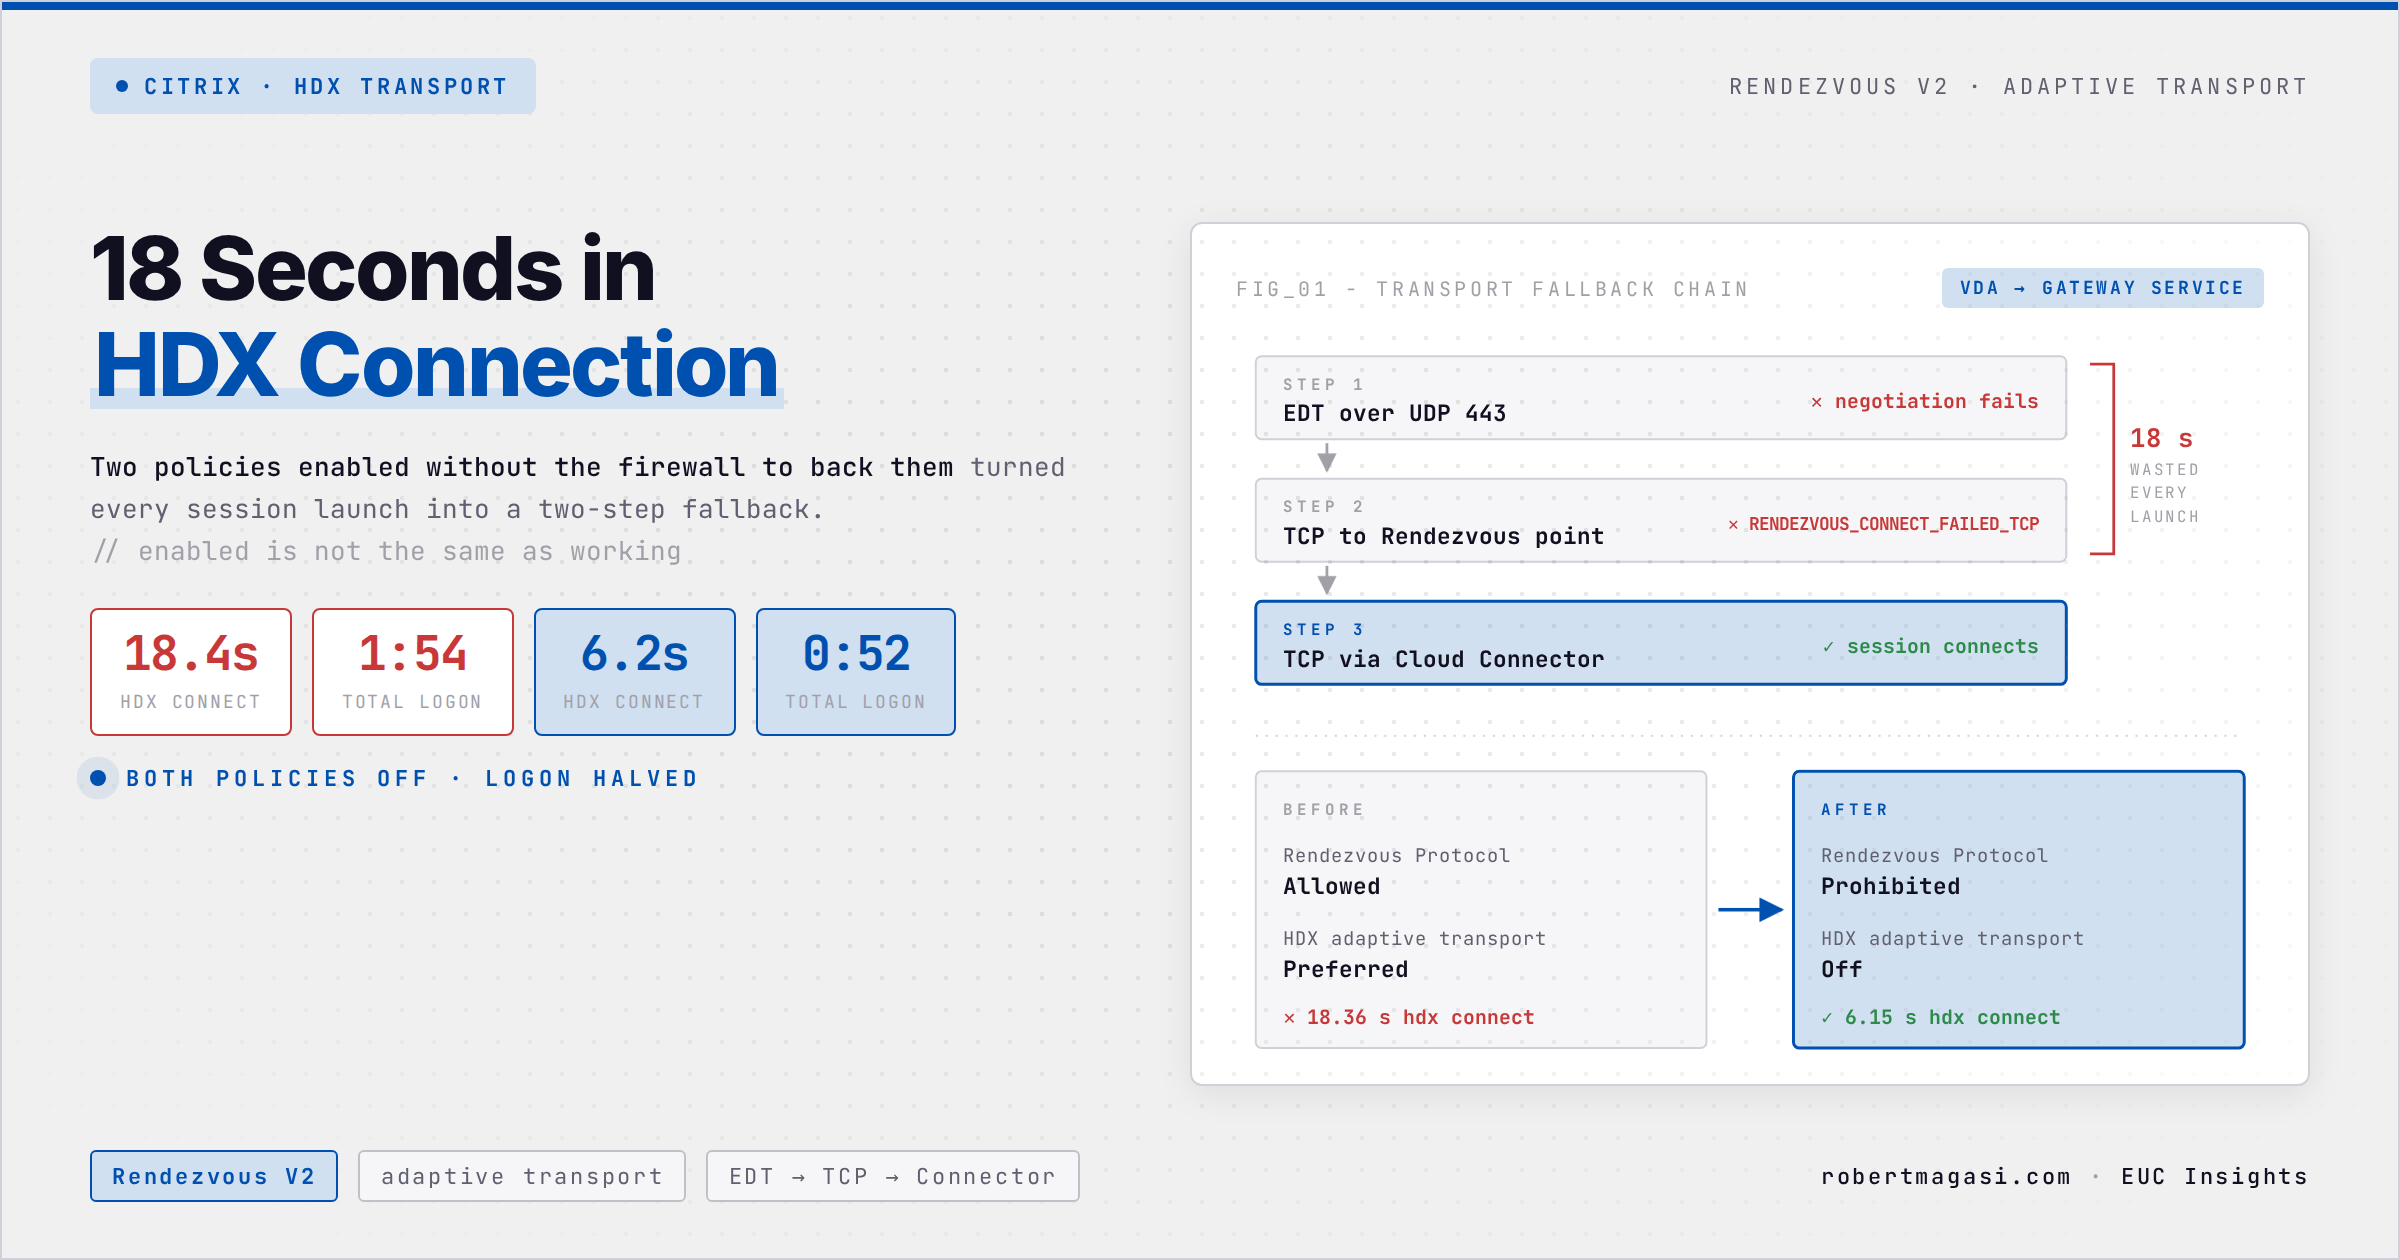 CITRIX · HDX TRANSPORT
RENDEZVOUS V2 · ADAPTIVE TRANSPORT
18 Seconds in
HDX Connection
Two policies enabled without the firewall to back them turned
every session launch into a two-step fallback.
// enabled is not the same as working
18.4s
HDX CONNECT
1:54
TOTAL LOGON
6.2s
HDX CONNECT
0:52
TOTAL LOGON
BOTH POLICIES OFF · LOGON HALVED
FIG_01 - TRANSPORT FALLBACK CHAIN
VDA → GATEWAY SERVICE
STEP 1
EDT over UDP 443
× negotiation fails
STEP 2
TCP to Rendezvous point
× RENDEZVOUS_CONNECT_FAILED_TCP
STEP 3
TCP via Cloud Connector
✓ session connects
18 s
WASTED
EVERY
LAUNCH
BEFORE
Rendezvous Protocol
Allowed
HDX adaptive transport
Preferred
× 18.36 s hdx connect
AFTER
Rendezvous Protocol
Prohibited
HDX adaptive transport
Off
✓ 6.15 s hdx connect
Rendezvous V2
adaptive transport
EDT → TCP → Connector
robertmagasi.com · EUC Insights